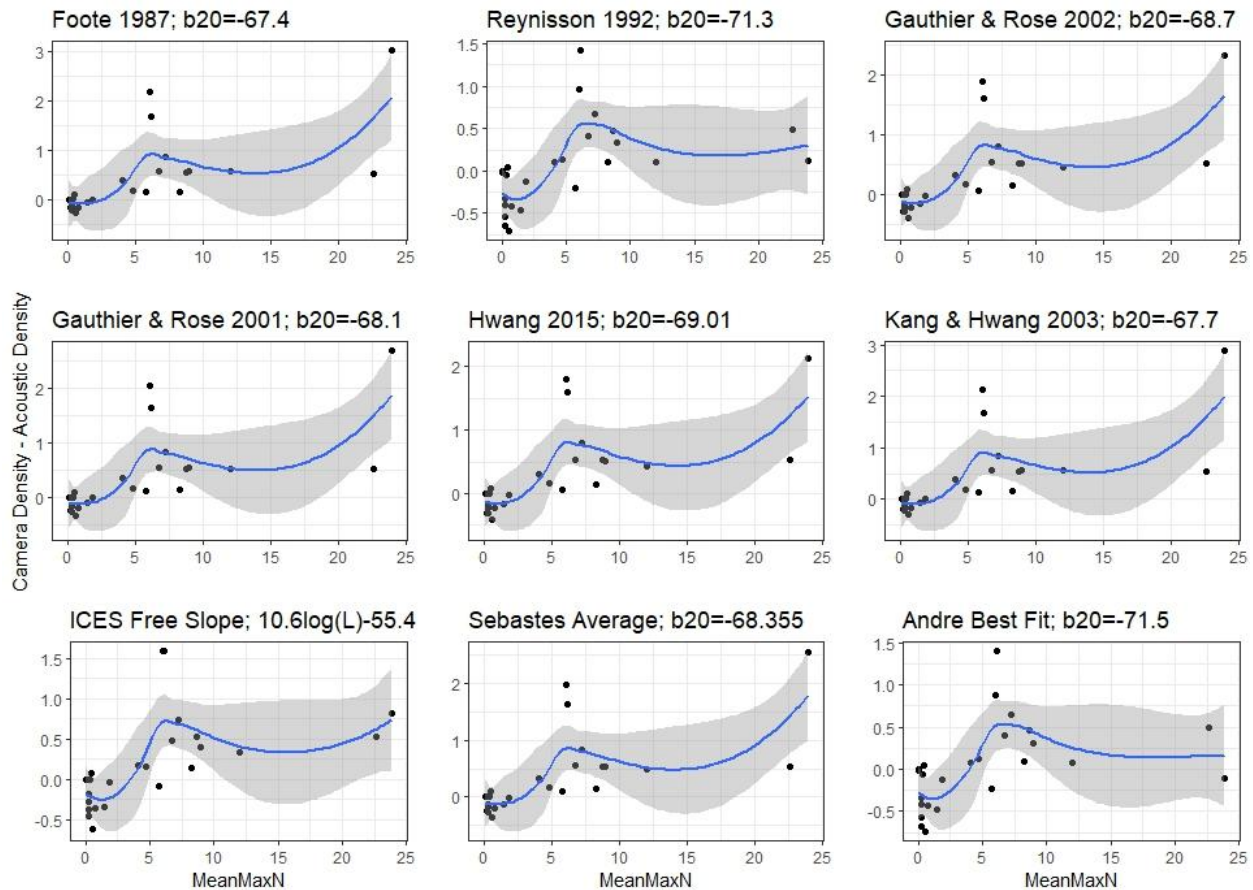 Foote 1987; b20=-67.4
3
2
1
0
0 5 10 15 20 25
Reynisson 1992; b20=-71.3
1.5
1.0
0.5
0.0
-0.5
0 5 10 15 20 25
Gauthier & Rose 2002; b20=-68.7
2
1
0
0 5 10 15 20 25
Camera Density - Acoustic Density
Gauthier & Rose 2001; b20=-68.1
2
1
0
0 5 10 15 20 25
Hwang 2015; b20=-69.01
2
1
0
0 5 10 15 20 25
Kang & Hwang 2003; b20=-67.7
3
2
1
0
0 5 10 15 20 25
ICES Free Slope; 10.6log(L)-55.4
1.5
1.0
0.5
0.0
-0.5
0 5 10 15 20 25
MeanMaxN
Sebastes Average; b20=-68.355
2
1
0
0 5 10 15 20 25
MeanMaxN
Andre Best Fit; b20=-71.5
1.5
1.0
0.5
0.0
-0.5
0 5 10 15 20 25
MeanMaxN